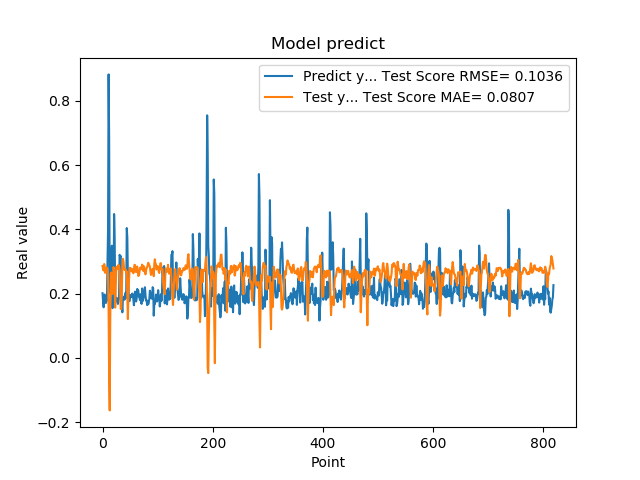 Model predict
Predict y... Test Score RMSE= 0.1036
Test y... Test Score MAE= 0.0807
0.8
0.6
0.4
0.2
0.0
−0.2
Real value
0
200
400
600
800
Point